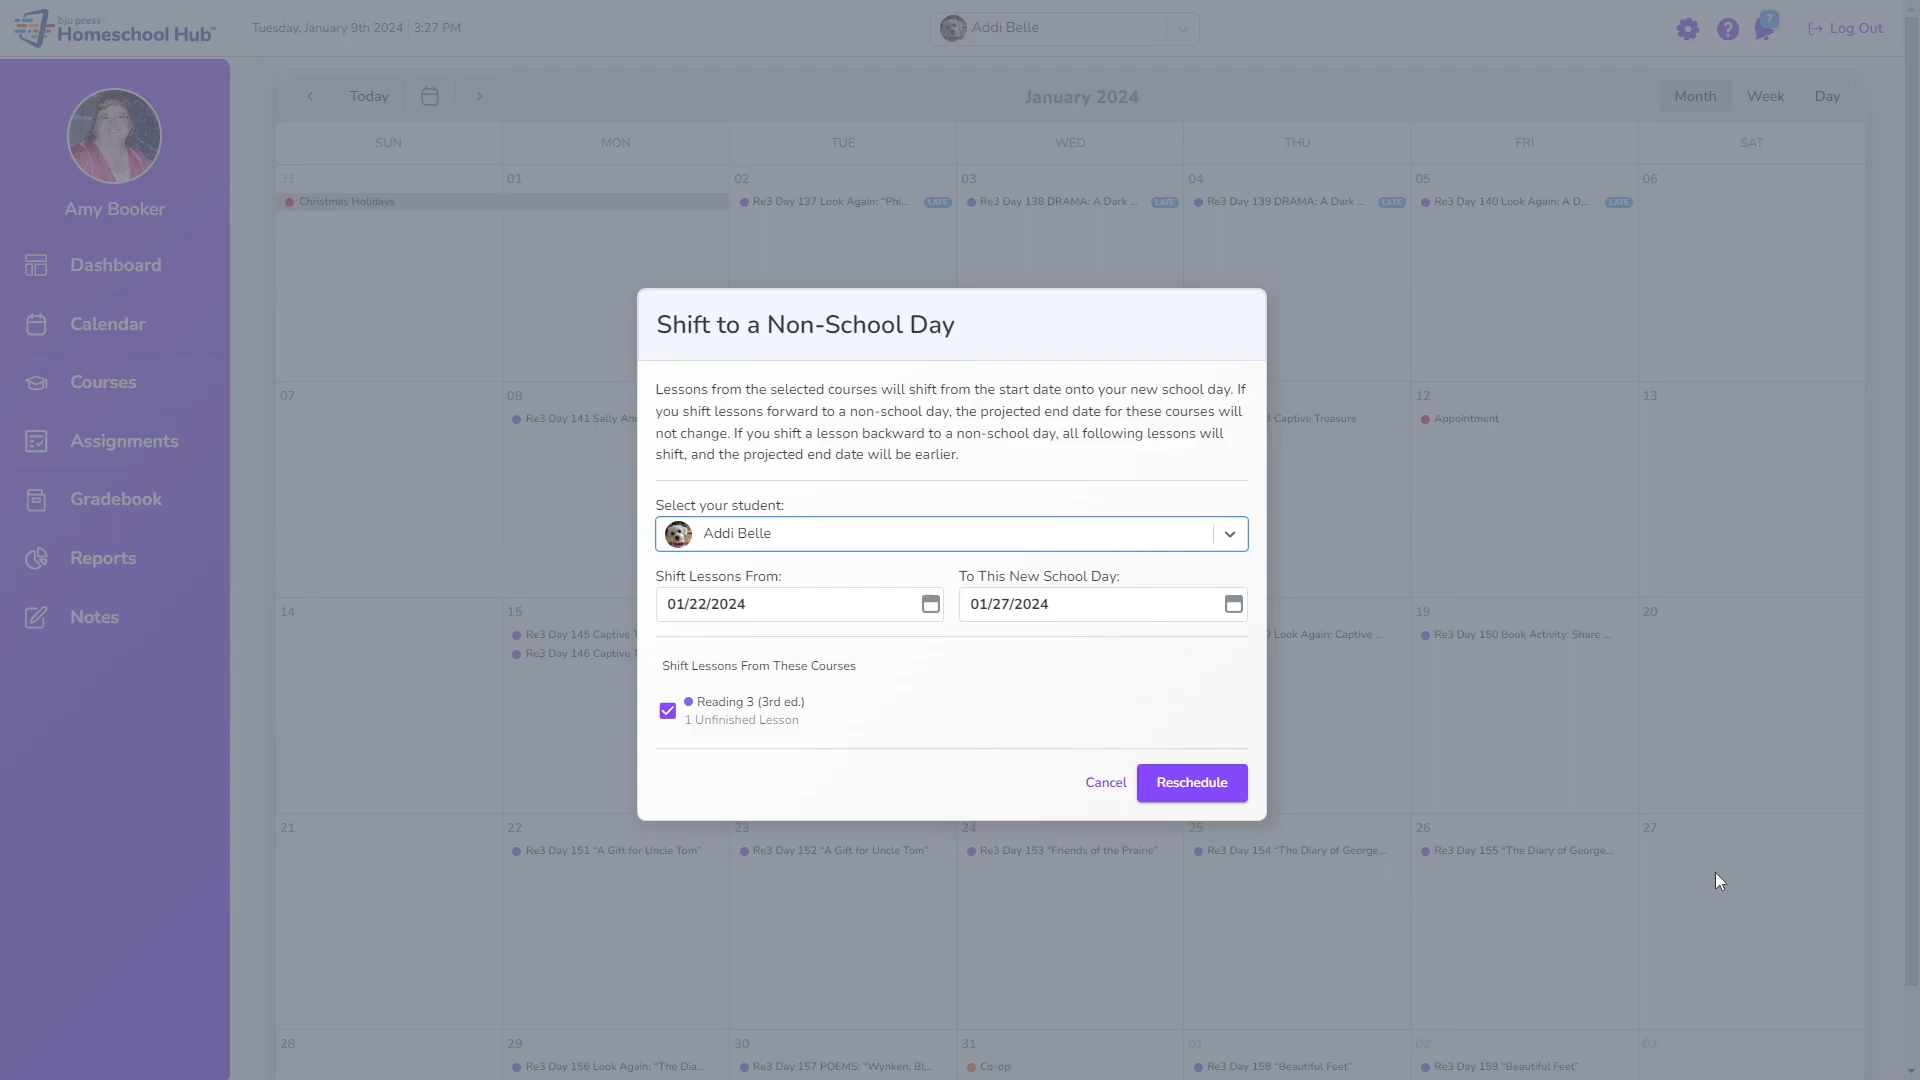 bju press
Homeschool Hub™
Tuesday, January 9th 2024 | 3:27 PM
Addi Belle
7
Log Out
Amy Booker
Dashboard
Calendar
Courses
Assignments
Gradebook
Reports
Notes
Today
January 2024
Month Week Day
SUN MON TUE WED THU FRI SAT
31 01 02 03 04 05 06
Christmas Holidays
Re3 Day 137 Look Again: “Phi... LATE
Re3 Day 138 DRAMA: A Dark ... LATE
Re3 Day 139 DRAMA: A Dark ... LATE
Re3 Day 140 Look Again: A D... LATE
Shift to a Non-School Day
Lessons from the selected courses will shift from the start date onto your new school day. If
you shift lessons forward to a non-school day, the projected end date for these courses will
not change. If you shift a lesson backward to a non-school day, all following lessons will
shift, and the projected end date will be earlier.
Select your student:
Addi Belle
Shift Lessons From: To This New School Day:
01/22/2024 01/27/2024
Shift Lessons From These Courses
Reading 3 (3rd ed.)
1 Unfinished Lesson
Cancel Reschedule
07 08 12 13
Re3 Day 141 Sally Ann
Captive Treasure
Appointment
14 15 19 20
Re3 Day 145 Captive T
Look Again: Captive ...
Re3 Day 150 Book Activity: Share ...
Re3 Day 146 Captive T
21 22 23 24 25 26 27
Re3 Day 151 “A Gift for Uncle Tom”
Re3 Day 152 “A Gift for Uncle Tom”
Re3 Day 153 “Friends of the Prairie”
Re3 Day 154 “The Diary of George...
Re3 Day 155 “The Diary of George...
28 29 30 31 01 02 03
Re3 Day 156 Look Again: “The Dia...
Re3 Day 157 POEMS: “Wynken, Bl...
Co-op
Re3 Day 158 “Beautiful Feet”
Re3 Day 159 “Beautiful Feet”